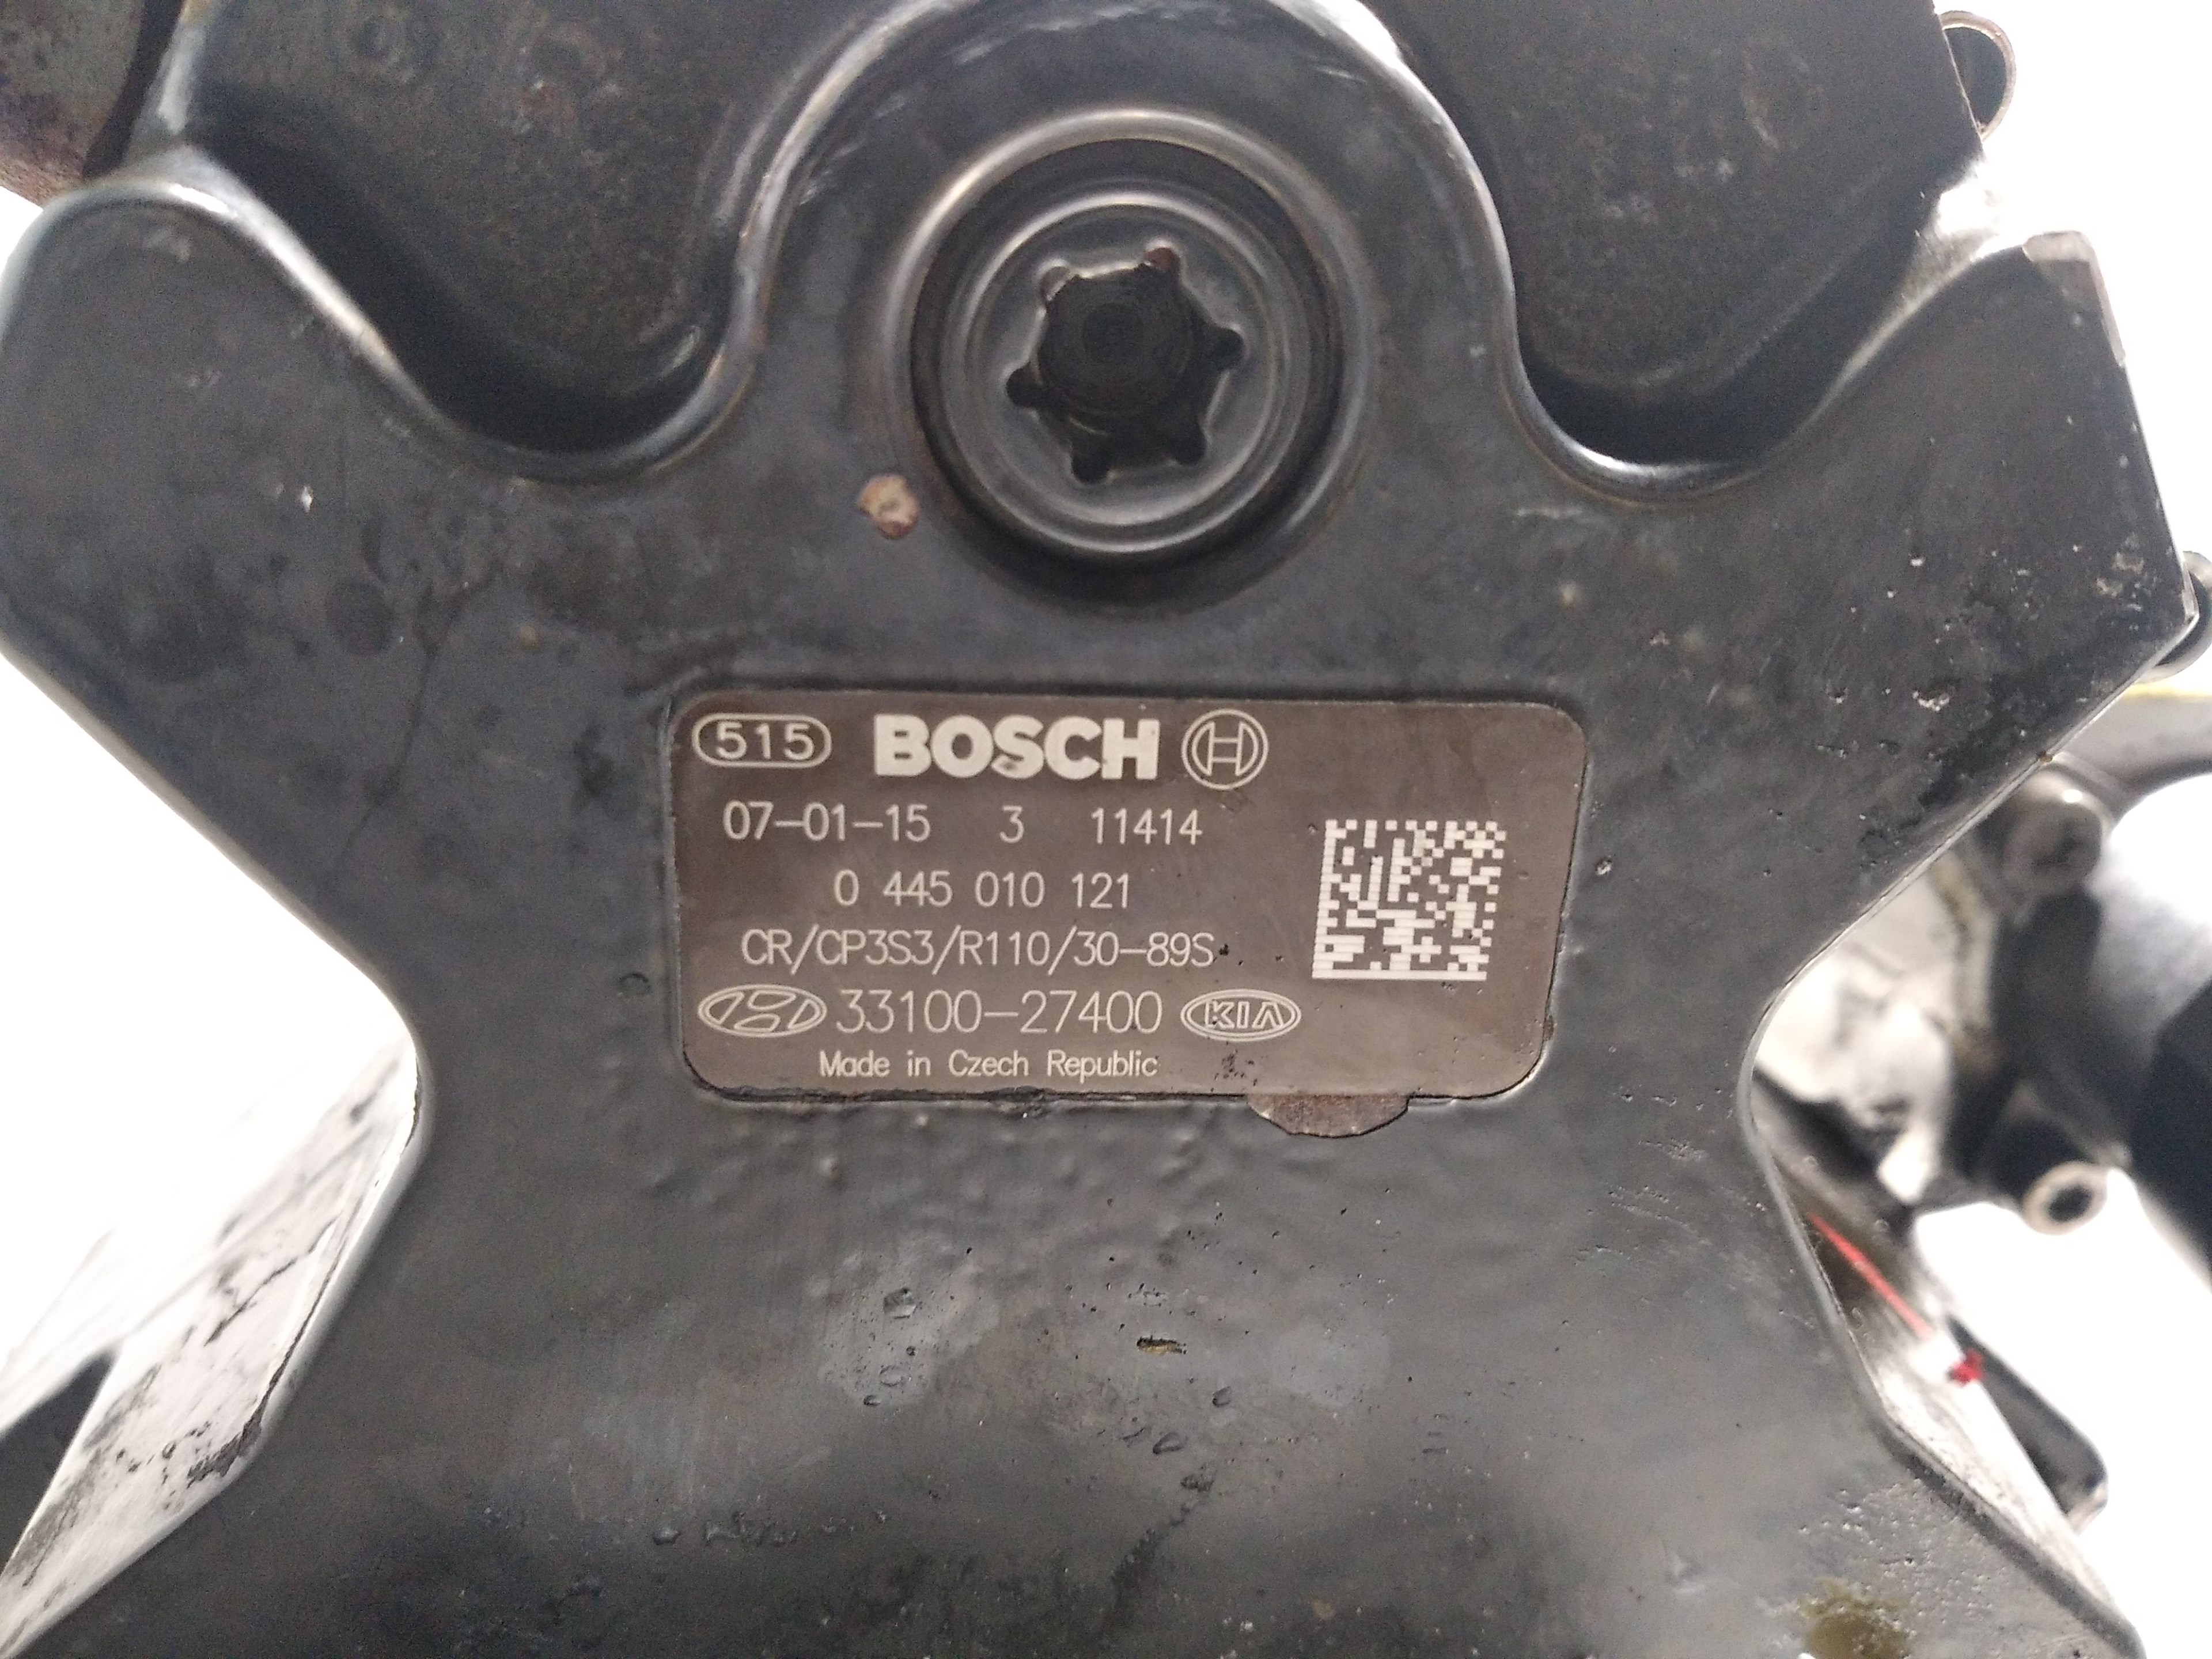 515 BOSCH
07-01-15 3 11414
0 445 010 121
CR/CP3S3/R110/30-89S
33100-27400 KIA
Made in Czech Republic